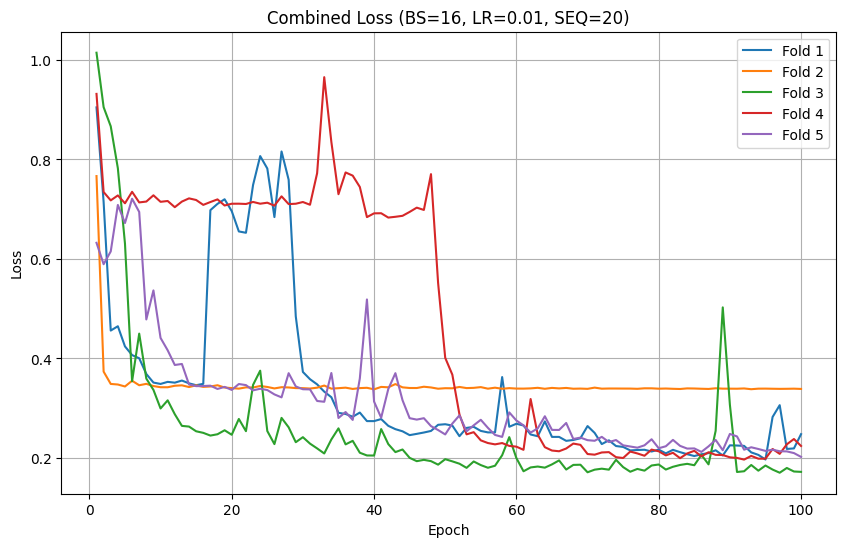 Combined Loss (BS=16, LR=0.01, SEQ=20)
Fold 1
Fold 2
Fold 3
Fold 4
Fold 5
1.0
0.8
0.6
0.4
0.2
Loss
0 20 40 60 80 100
Epoch